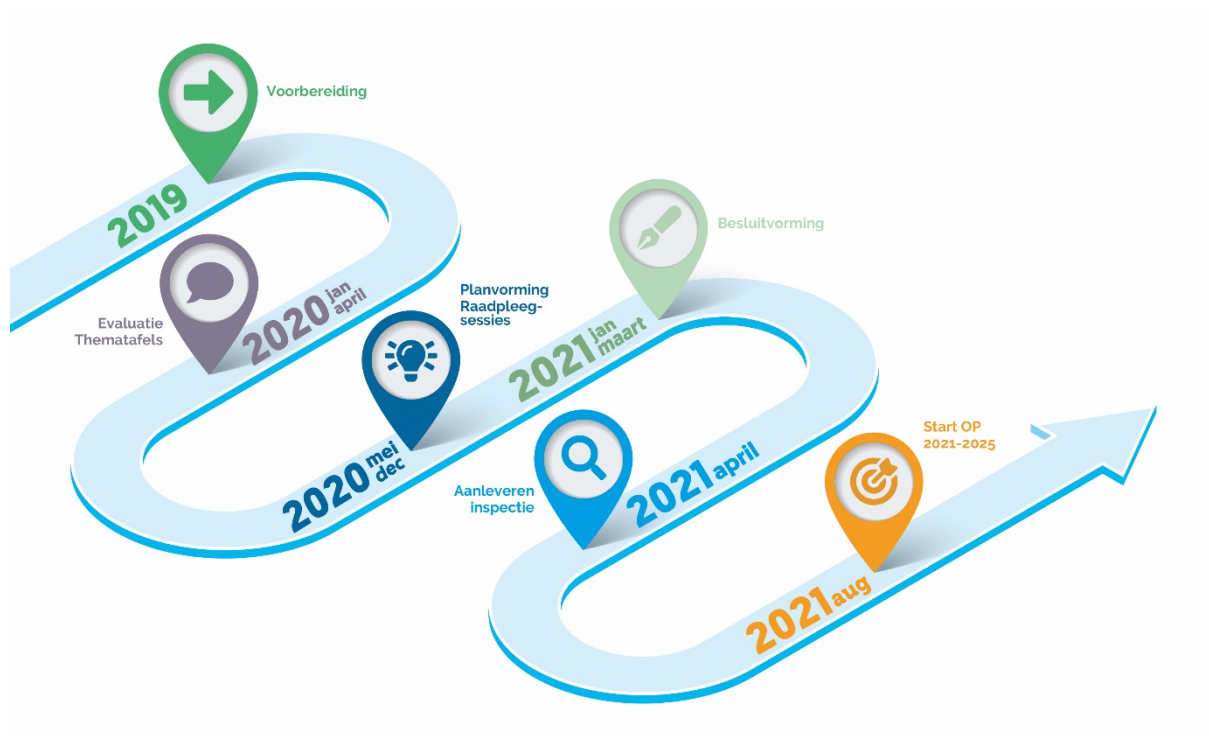 Voorbereiding
2019
Evaluatie
Thematafels
2020 jan
april
Planvorming
Raadpleeg-
sessies
2020 mei
dec
Besluitvorming
2021 jan
maart
Aanleveren
inspectie
2021 april
Start OP
2021-2025
2021 aug